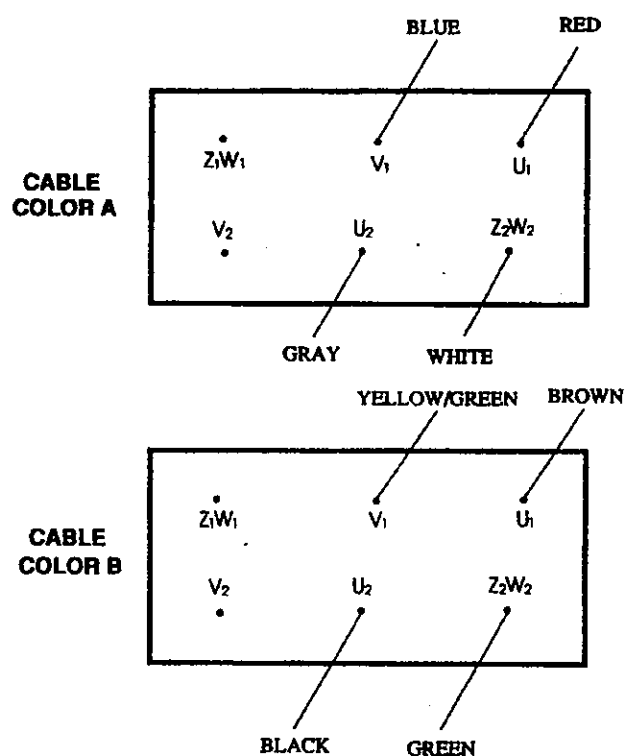 BLUE RED
Z₁W₁ V₁ U₁
CABLE
COLOR A
V₂ U₂ Z₂W₂
GRAY WHITE
YELLOW/GREEN BROWN
Z₁W₁ V₁ U₁
CABLE
COLOR B
V₂ U₂ Z₂W₂
BLACK GREEN